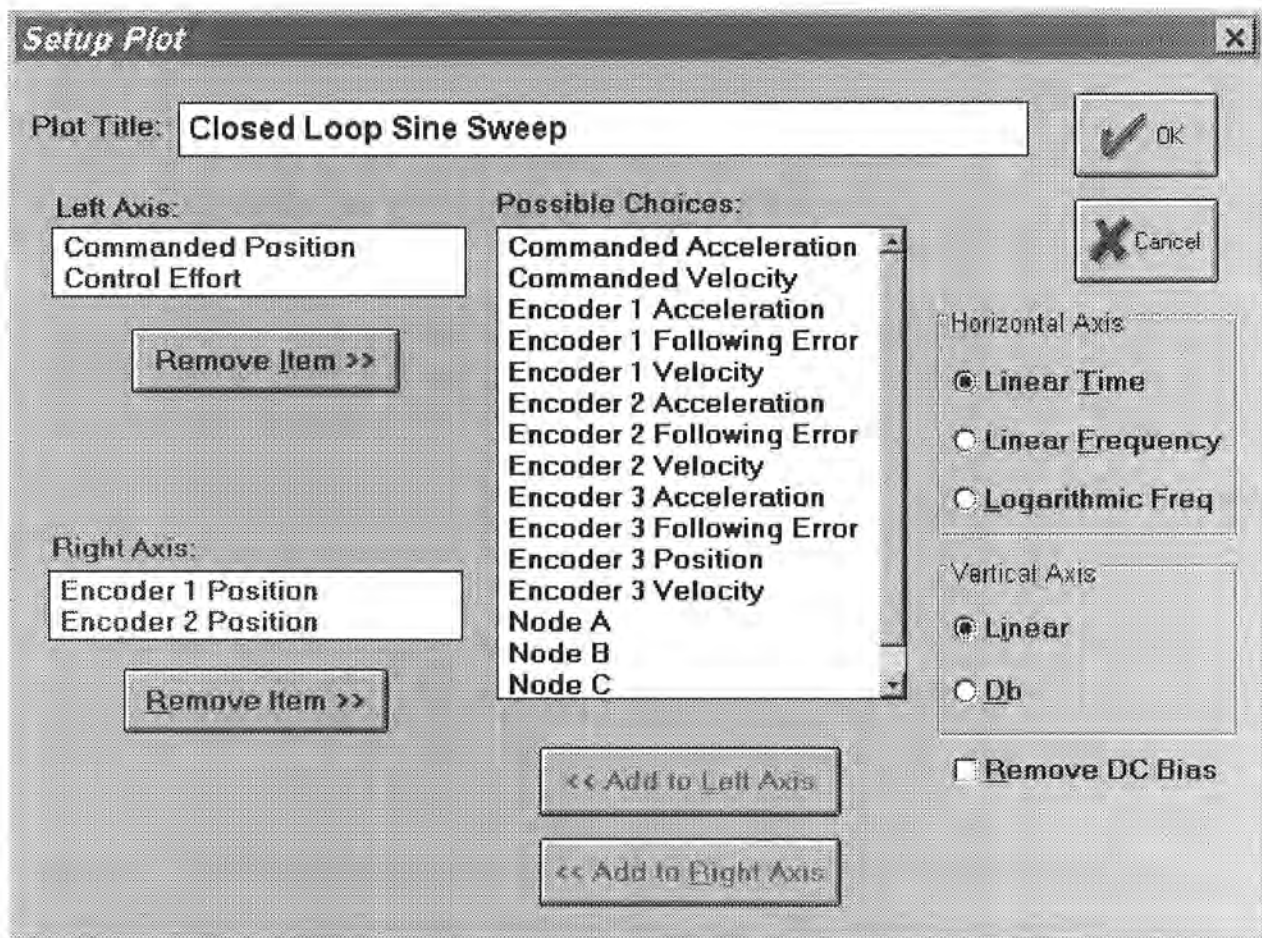 Setup Plot
Plot Title: Closed Loop Sine Sweep
OK
Cancel
Left Axis:
Commanded Position
Control Effort
Remove Item >>
Right Axis:
Encoder 1 Position
Encoder 2 Position
Remove Item >>
Possible Choices:
Commanded Acceleration
Commanded Velocity
Encoder 1 Acceleration
Encoder 1 Following Error
Encoder 1 Velocity
Encoder 2 Acceleration
Encoder 2 Following Error
Encoder 2 Velocity
Encoder 3 Acceleration
Encoder 3 Following Error
Encoder 3 Position
Encoder 3 Velocity
Node A
Node B
Node C
<< Add to Left Axis
<< Add to Right Axis
Horizontal Axis
Linear Time
Linear Frequency
Logarithmic Freq
Vertical Axis
Linear
Db
Remove DC Bias